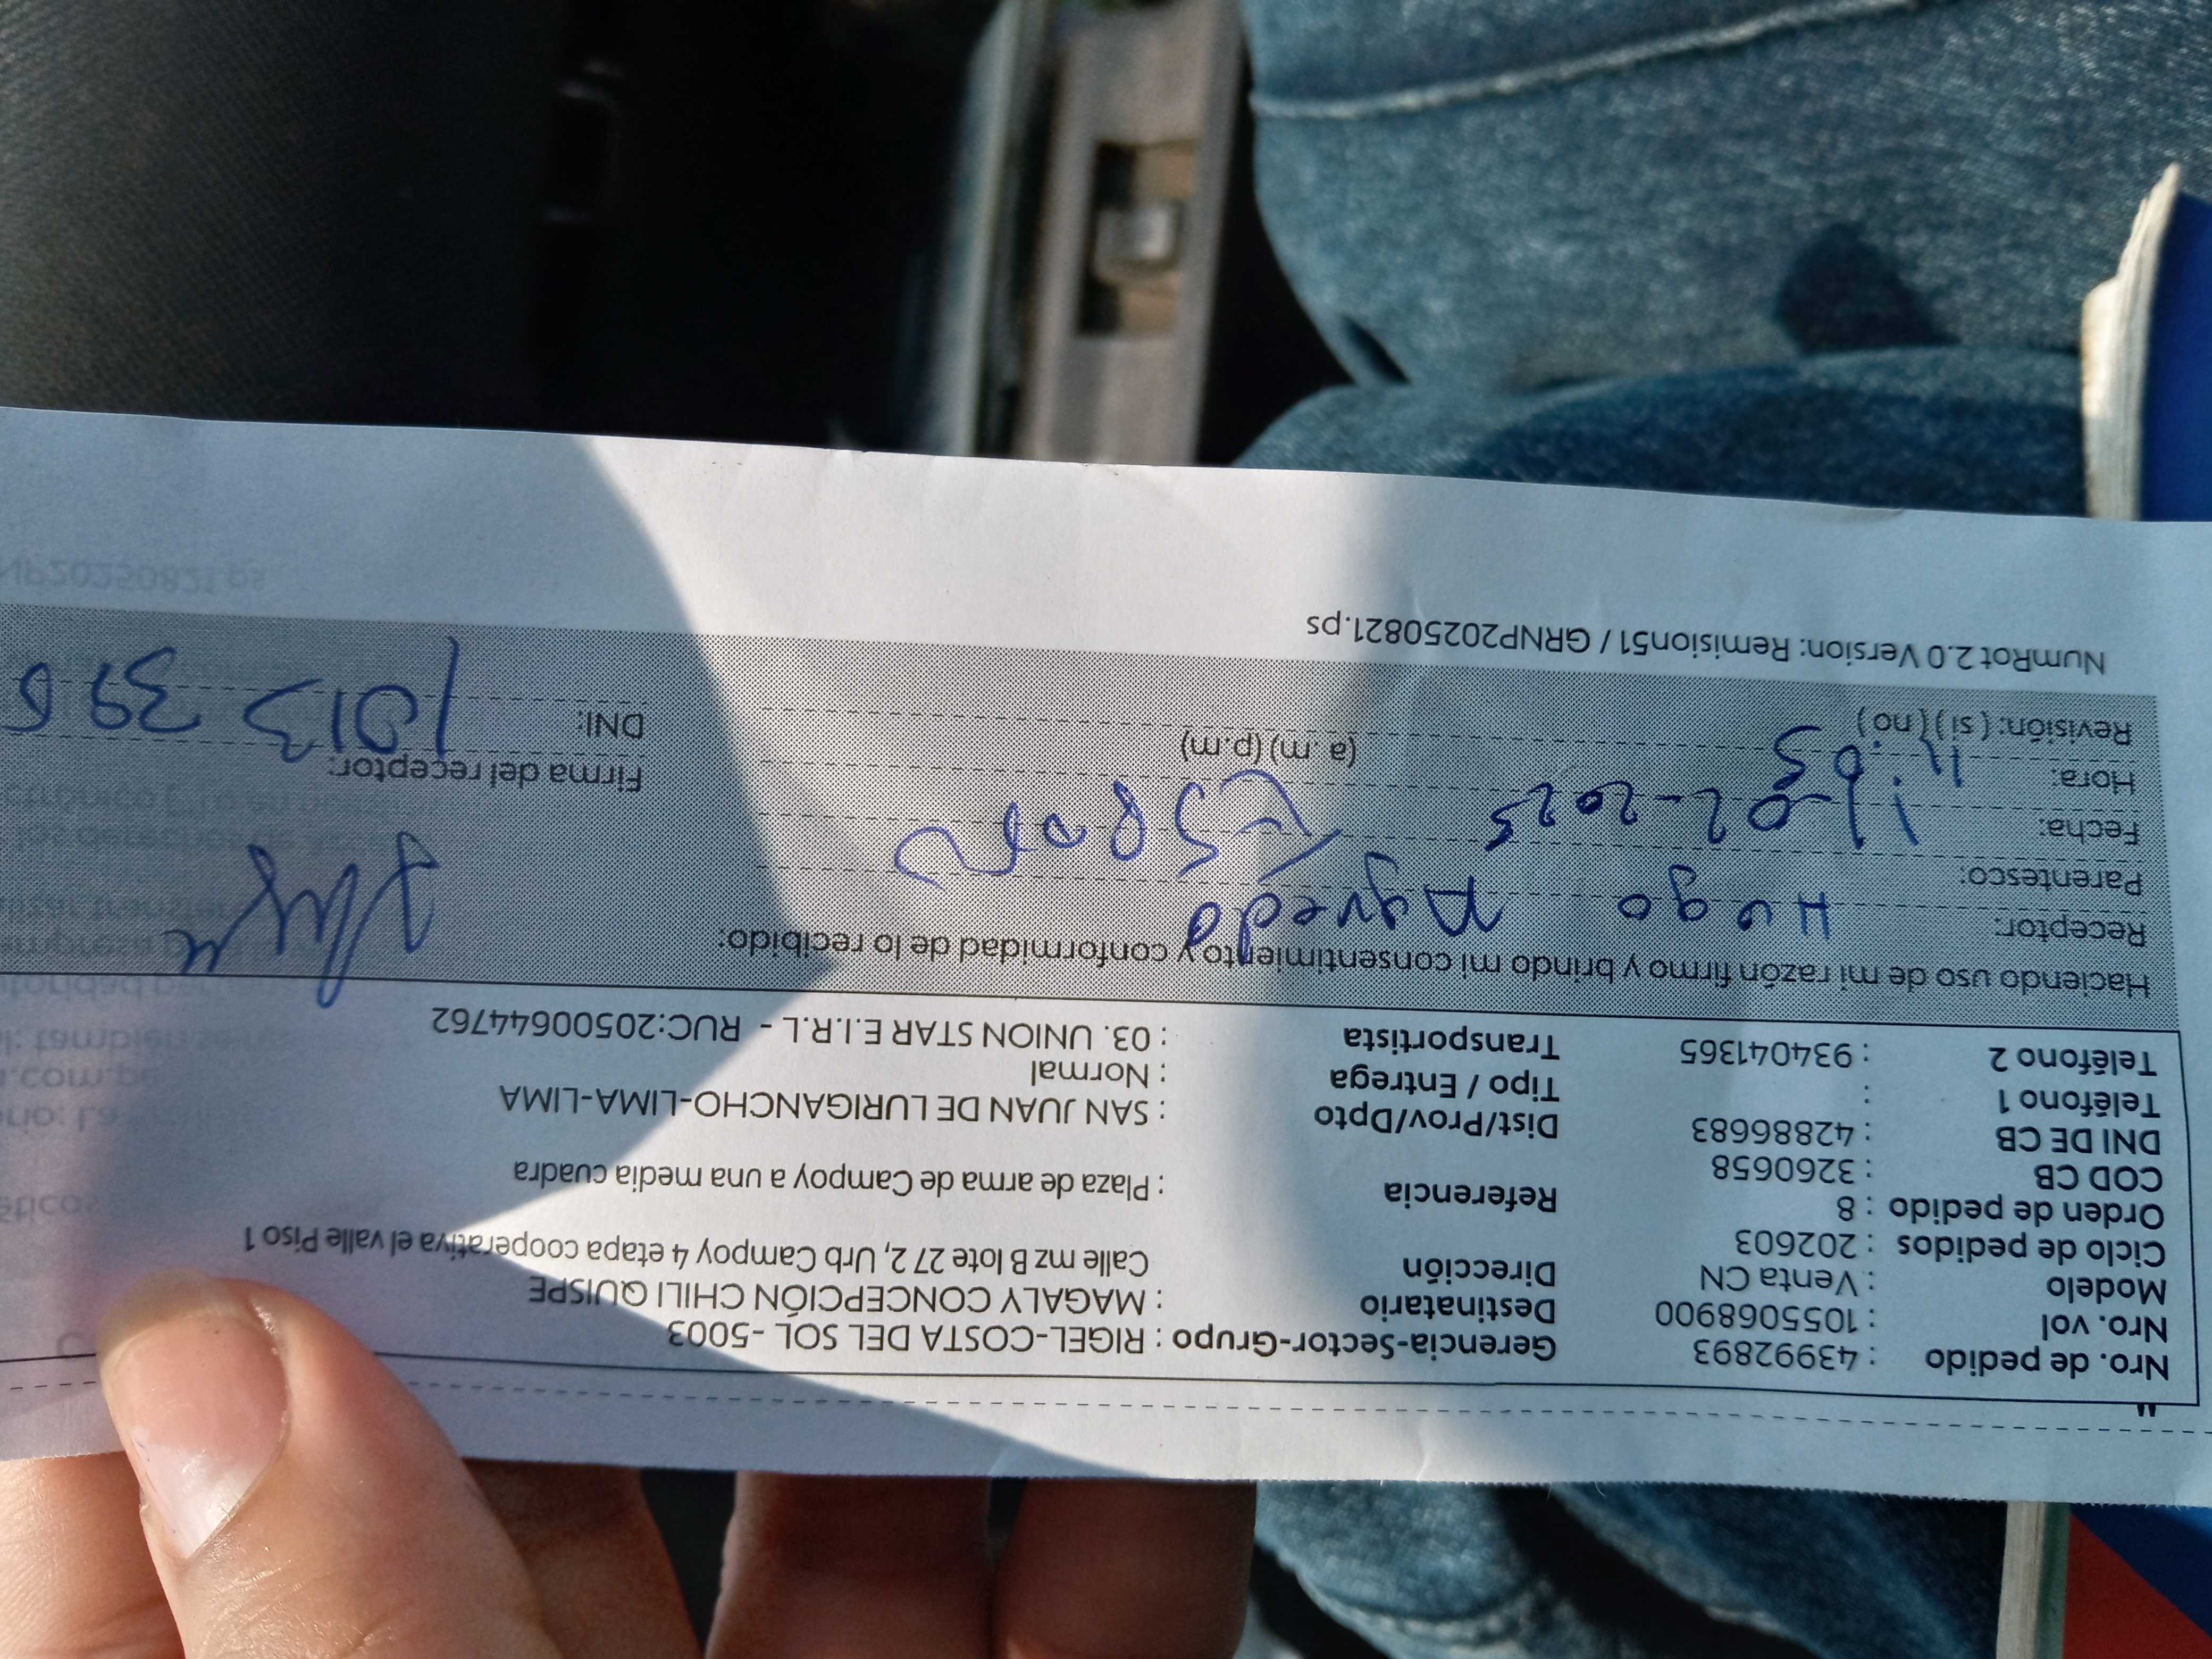 Nro. de pedido : 43992893 Gerencia-Sector-Grupo : RIGEL-COSTA DEL SOL -5003
Nro. vol : 1055068900 Destinatario : MAGALY CONCEPCIÓN CHILI QUISPE
Modelo : Venta CN Dirección Calle mz B lote 27 2, Urb Campoy 4 etapa cooperativa el valle Piso 1
Ciclo de pedidos : 202603
Orden de pedido : 8 Referencia : Plaza de arma de Campoy a una media cuadra
COD CB : 3260658
DNI DE CB : 42886683 Dist/Prov/Dpto : SAN JUAN DE LURIGANCHO-LIMA-LIMA
Teléfono 1 : Tipo / Entrega : Normal
Teléfono 2 : 934041365 Transportista : 03. UNION STAR E.I.R.L - RUC:20500644762
Haciendo uso de mi razón firmo y brindo mi consentimiento y conformidad de lo recibido:
Receptor: Hugo Agvedo
Parentesco:
Fecha: 11-02-2025
Hora: 11:05 (a. m) (p.m) Firma del receptor:
Revisión: ( si ) ( no ) DNI:
NumRot 2.0 Version: Remision51 / GRNP20250821.ps